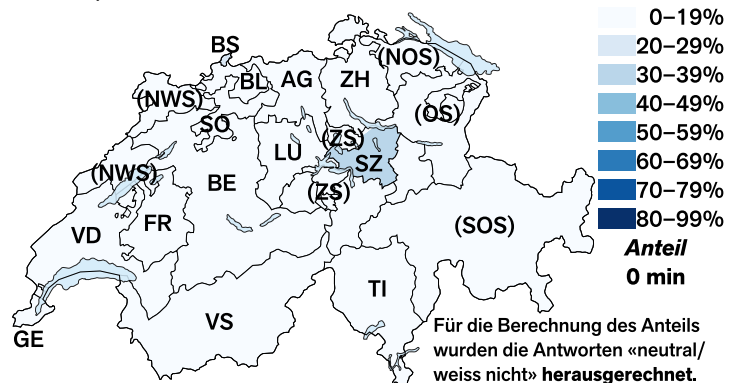 BS
(NOS)
BL
AG
ZH
(NWS)
(OS)
SO
(ZS)
LU
SZ
(NWS)
BE
(ZS)
FR
VD
(SOS)
TI
VS
GE
0–19%
20–29%
30–39%
40–49%
50–59%
60–69%
70–79%
80–99%
Anteil
0 min
Für die Berechnung des Anteils
wurden die Antworten «neutral/
weiss nicht» herausgerechnet.